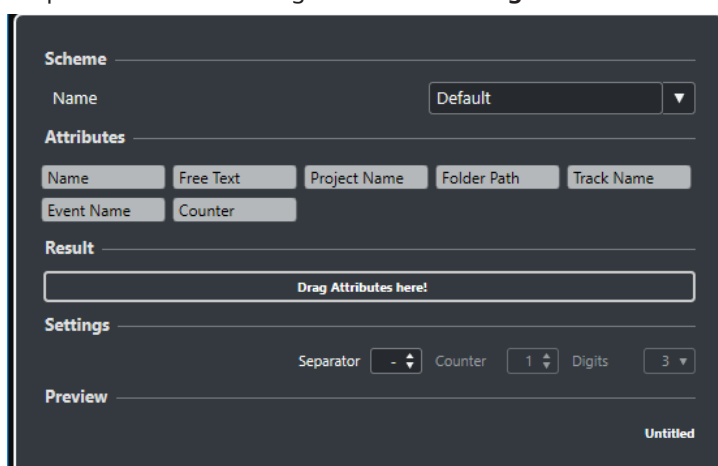 Scheme
Name Default
Attributes
Name Free Text Project Name Folder Path Track Name
Event Name Counter
Result
Drag Attributes here!
Settings
Separator - Counter 1 Digits 3
Preview
Untitled